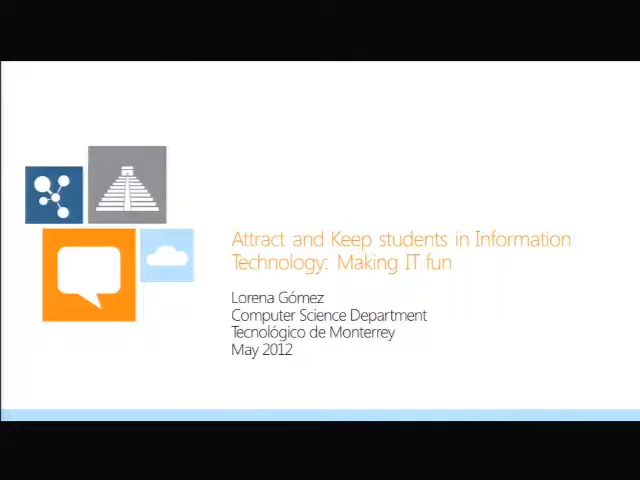 Attract and Keep students in Information
Technology: Making IT fun
Lorena Gómez
Computer Science Department
Tecnológico de Monterrey
May 2012